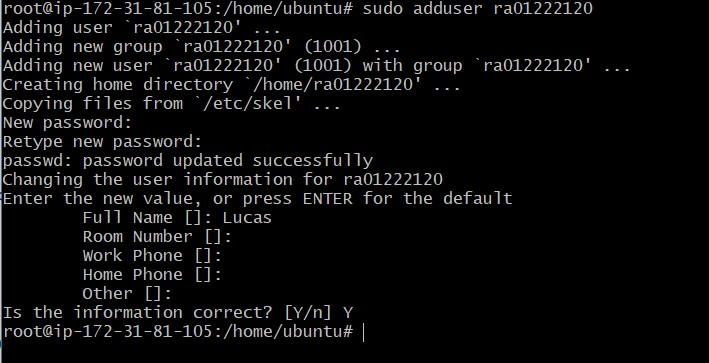 root@ip-172-31-81-105:/home/ubuntu# sudo adduser ra01222120
Adding user `ra01222120' ...
Adding new group `ra01222120' (1001) ...
Adding new user `ra01222120' (1001) with group `ra01222120' ...
Creating home directory `/home/ra01222120' ...
Copying files from `/etc/skel' ...
New password:
Retype new password:
passwd: password updated successfully
Changing the user information for ra01222120
Enter the new value, or press ENTER for the default
        Full Name []: Lucas
        Room Number []:
        Work Phone []:
        Home Phone []:
        Other []:
Is the information correct? [Y/n] Y
root@ip-172-31-81-105:/home/ubuntu#